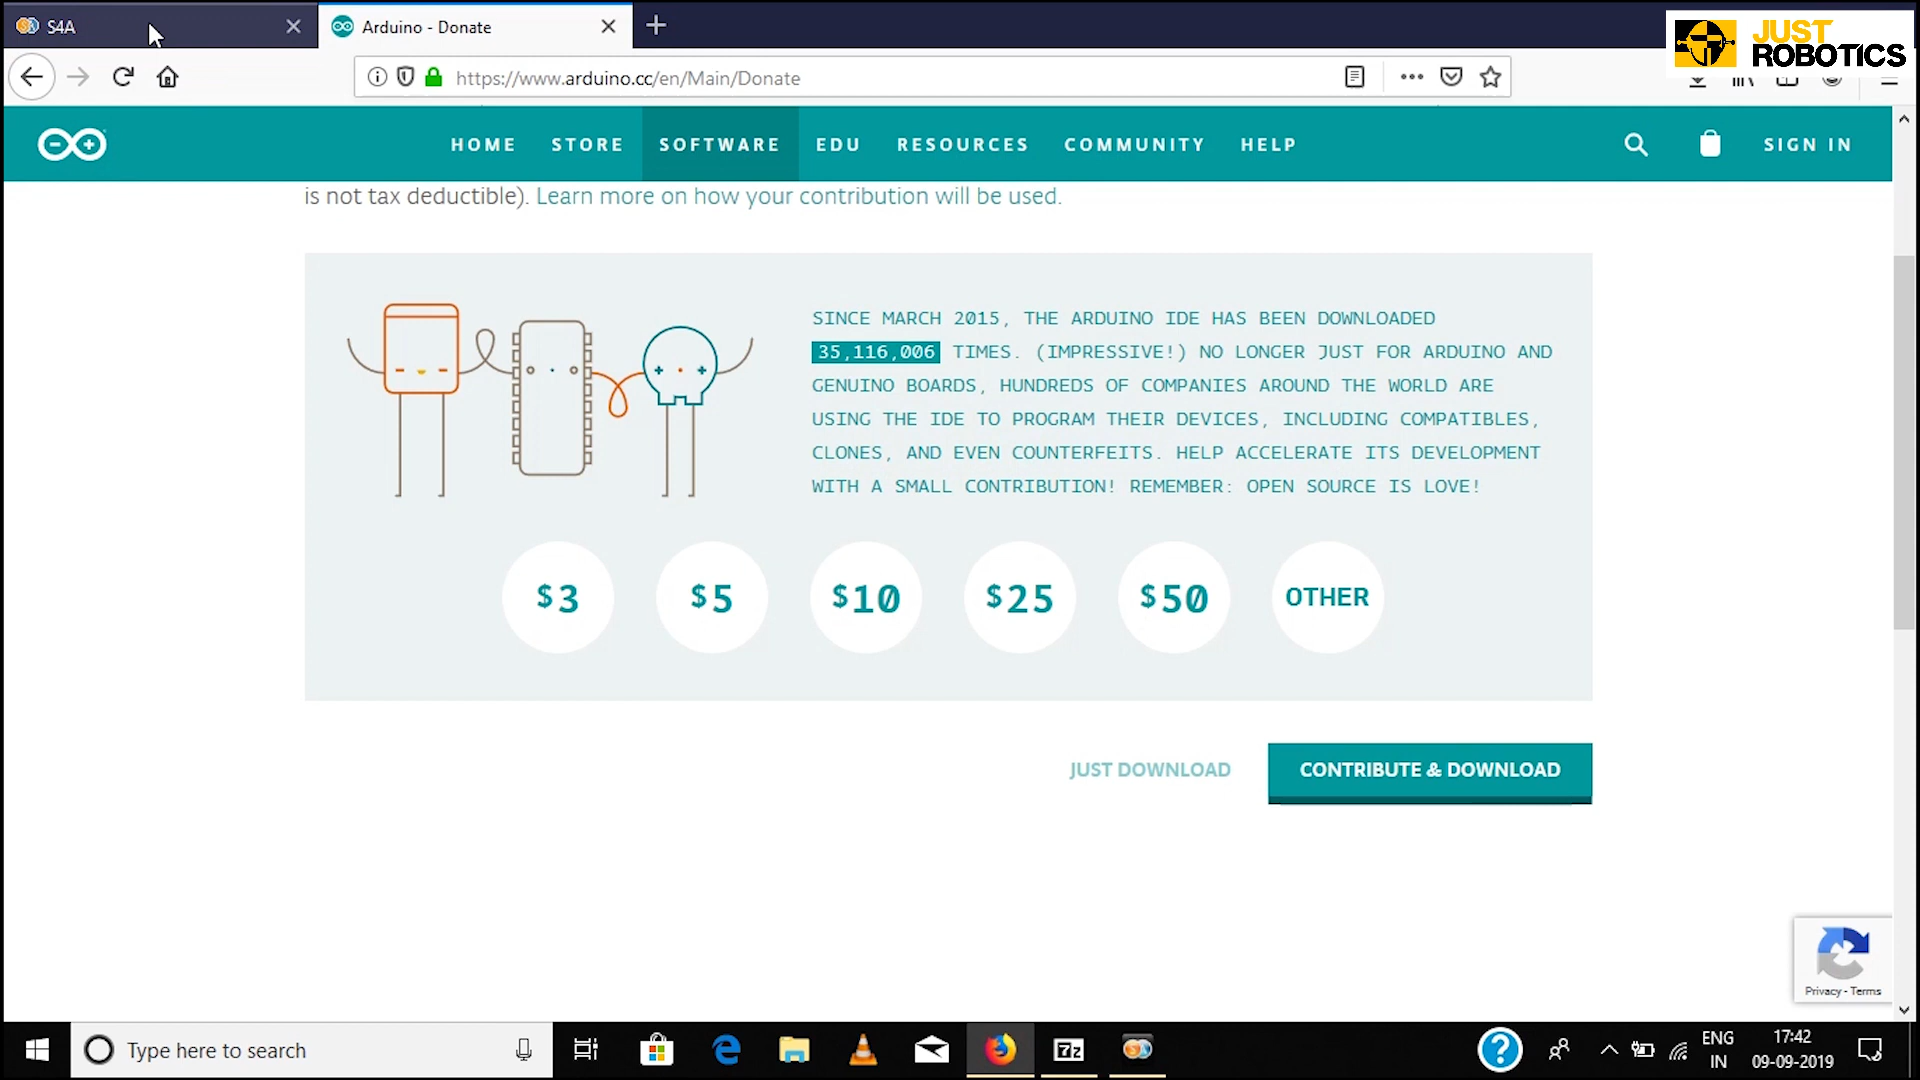 S4A
Arduino - Donate
JUST
ROBOTICS
https://www.arduino.cc/en/Main/Donate
HOME STORE SOFTWARE EDU RESOURCES COMMUNITY HELP SIGN IN
is not tax deductible). Learn more on how your contribution will be used.
SINCE MARCH 2015, THE ARDUINO IDE HAS BEEN DOWNLOADED
35,116,006 TIMES. (IMPRESSIVE!) NO LONGER JUST FOR ARDUINO AND
GENUINO BOARDS, HUNDREDS OF COMPANIES AROUND THE WORLD ARE
USING THE IDE TO PROGRAM THEIR DEVICES, INCLUDING COMPATIBLES,
CLONES, AND EVEN COUNTERFEITS. HELP ACCELERATE ITS DEVELOPMENT
WITH A SMALL CONTRIBUTION! REMEMBER: OPEN SOURCE IS LOVE!
$3 $5 $10 $25 $50 OTHER
JUST DOWNLOAD CONTRIBUTE & DOWNLOAD
Privacy - Terms
Type here to search
7z
ENG
IN
17:42
09-09-2019